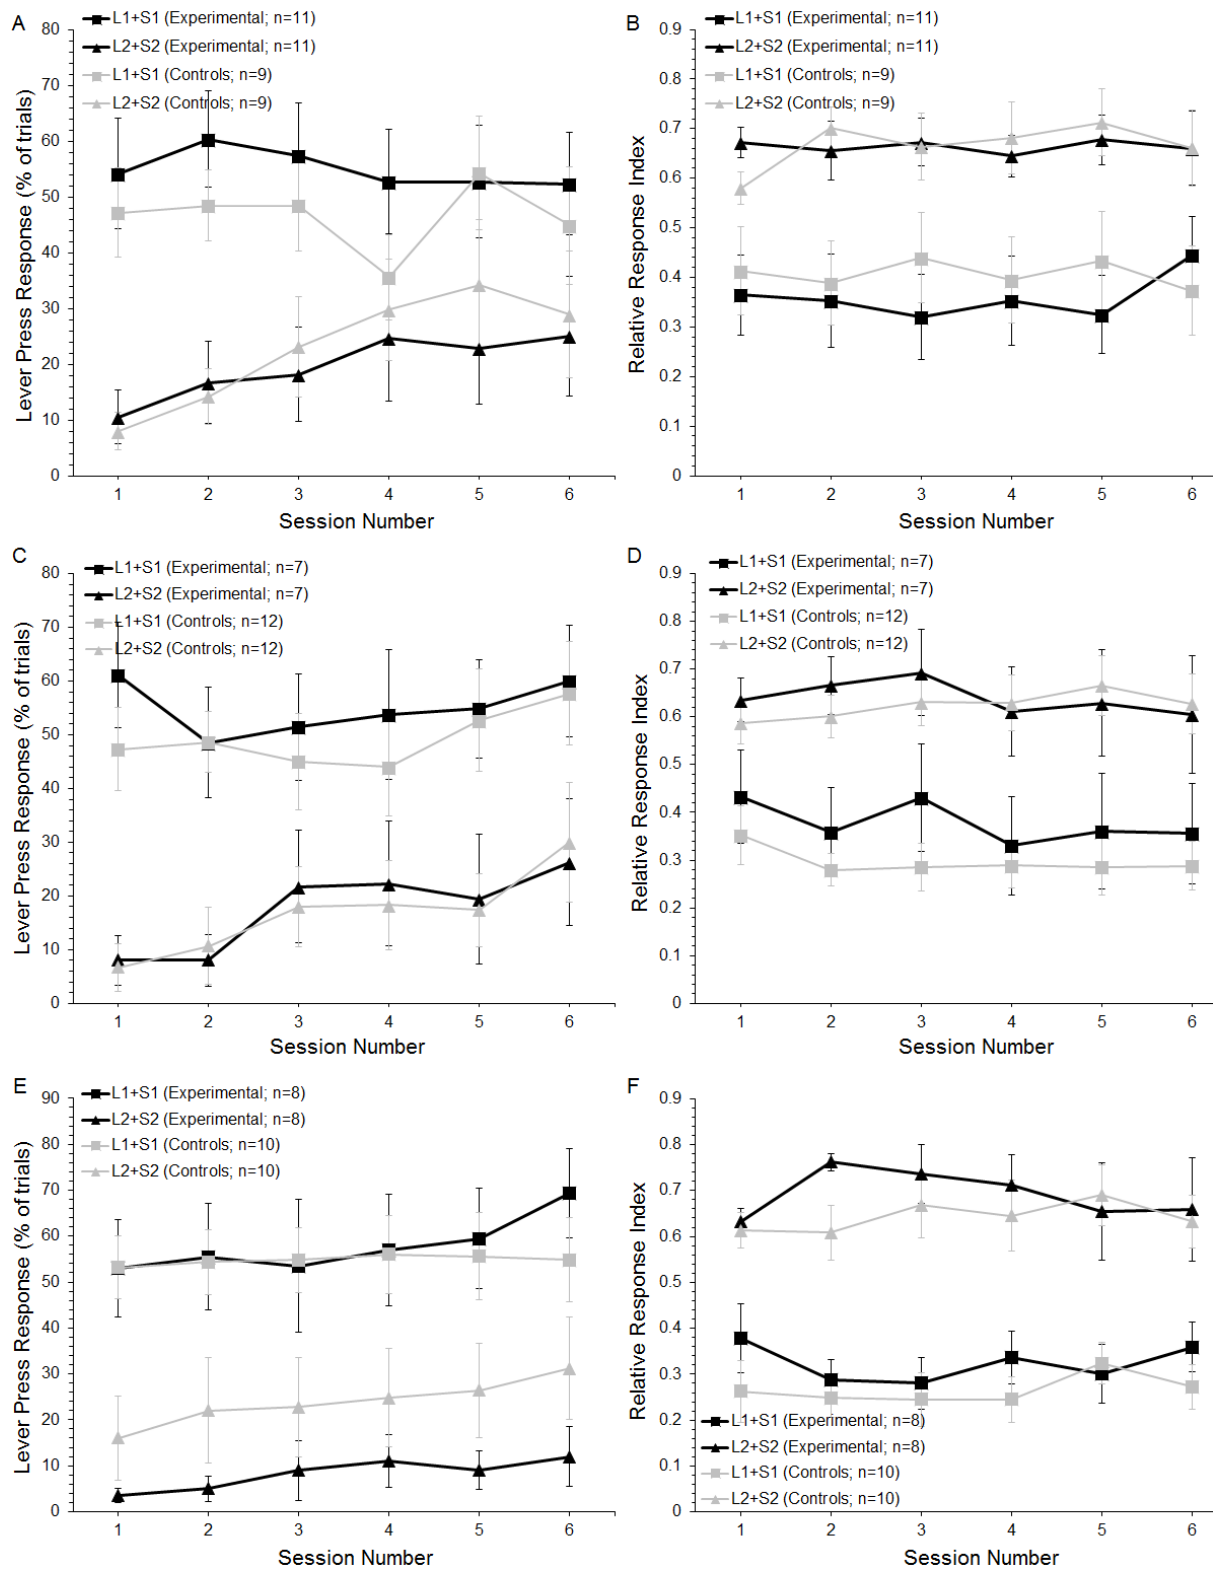 A
L1+S1 (Experimental; n=11)
L2+S2 (Experimental; n=11)
L1+S1 (Controls; n=9)
L2+S2 (Controls; n=9)
Lever Press Response (% of trials)
80
70
60
50
40
30
20
10
0
1 2 3 4 5 6
Session Number
B
L1+S1 (Experimental; n=11)
L2+S2 (Experimental; n=11)
L1+S1 (Controls; n=9)
L2+S2 (Controls; n=9)
Relative Response Index
0.9
0.8
0.7
0.6
0.5
0.4
0.3
0.2
0.1
0
1 2 3 4 5 6
Session Number
C
L1+S1 (Experimental; n=7)
L2+S2 (Experimental; n=7)
L1+S1 (Controls; n=12)
L2+S2 (Controls; n=12)
Lever Press Response (% of trials)
80
70
60
50
40
30
20
10
0
1 2 3 4 5 6
Session Number
D
L1+S1 (Experimental; n=7)
L2+S2 (Experimental; n=7)
L1+S1 (Controls; n=12)
L2+S2 (Controls; n=12)
Relative Response Index
0.9
0.8
0.7
0.6
0.5
0.4
0.3
0.2
0.1
0
1 2 3 4 5 6
Session Number
E
L1+S1 (Experimental; n=8)
L2+S2 (Experimental; n=8)
L1+S1 (Controls; n=10)
L2+S2 (Controls; n=10)
Lever Press Response (% of trials)
90
80
70
60
50
40
30
20
10
0
1 2 3 4 5 6
Session Number
F
Relative Response Index
0.9
0.8
0.7
0.6
0.5
0.4
0.3
0.2
0.1
0
L1+S1 (Experimental; n=8)
L2+S2 (Experimental; n=8)
L1+S1 (Controls; n=10)
L2+S2 (Controls; n=10)
1 2 3 4 5 6
Session Number